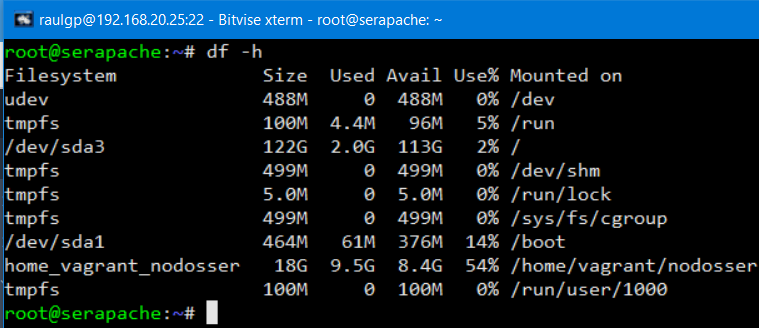 raulgp@192.168.20.25:22 - Bitvise xterm - root@serapache: ~
root@serapache:~# df -h
Filesystem            Size  Used Avail Use% Mounted on
udev                  488M     0  488M   0% /dev
tmpfs                 100M  4.4M   96M   5% /run
/dev/sda3             122G  2.0G  113G   2% /
tmpfs                 499M     0  499M   0% /dev/shm
tmpfs                 5.0M     0  5.0M   0% /run/lock
tmpfs                 499M     0  499M   0% /sys/fs/cgroup
/dev/sda1             464M   61M  376M  14% /boot
home_vagrant_nodosser  18G  9.5G  8.4G  54% /home/vagrant/nodosser
tmpfs                 100M     0  100M   0% /run/user/1000
root@serapache:~#